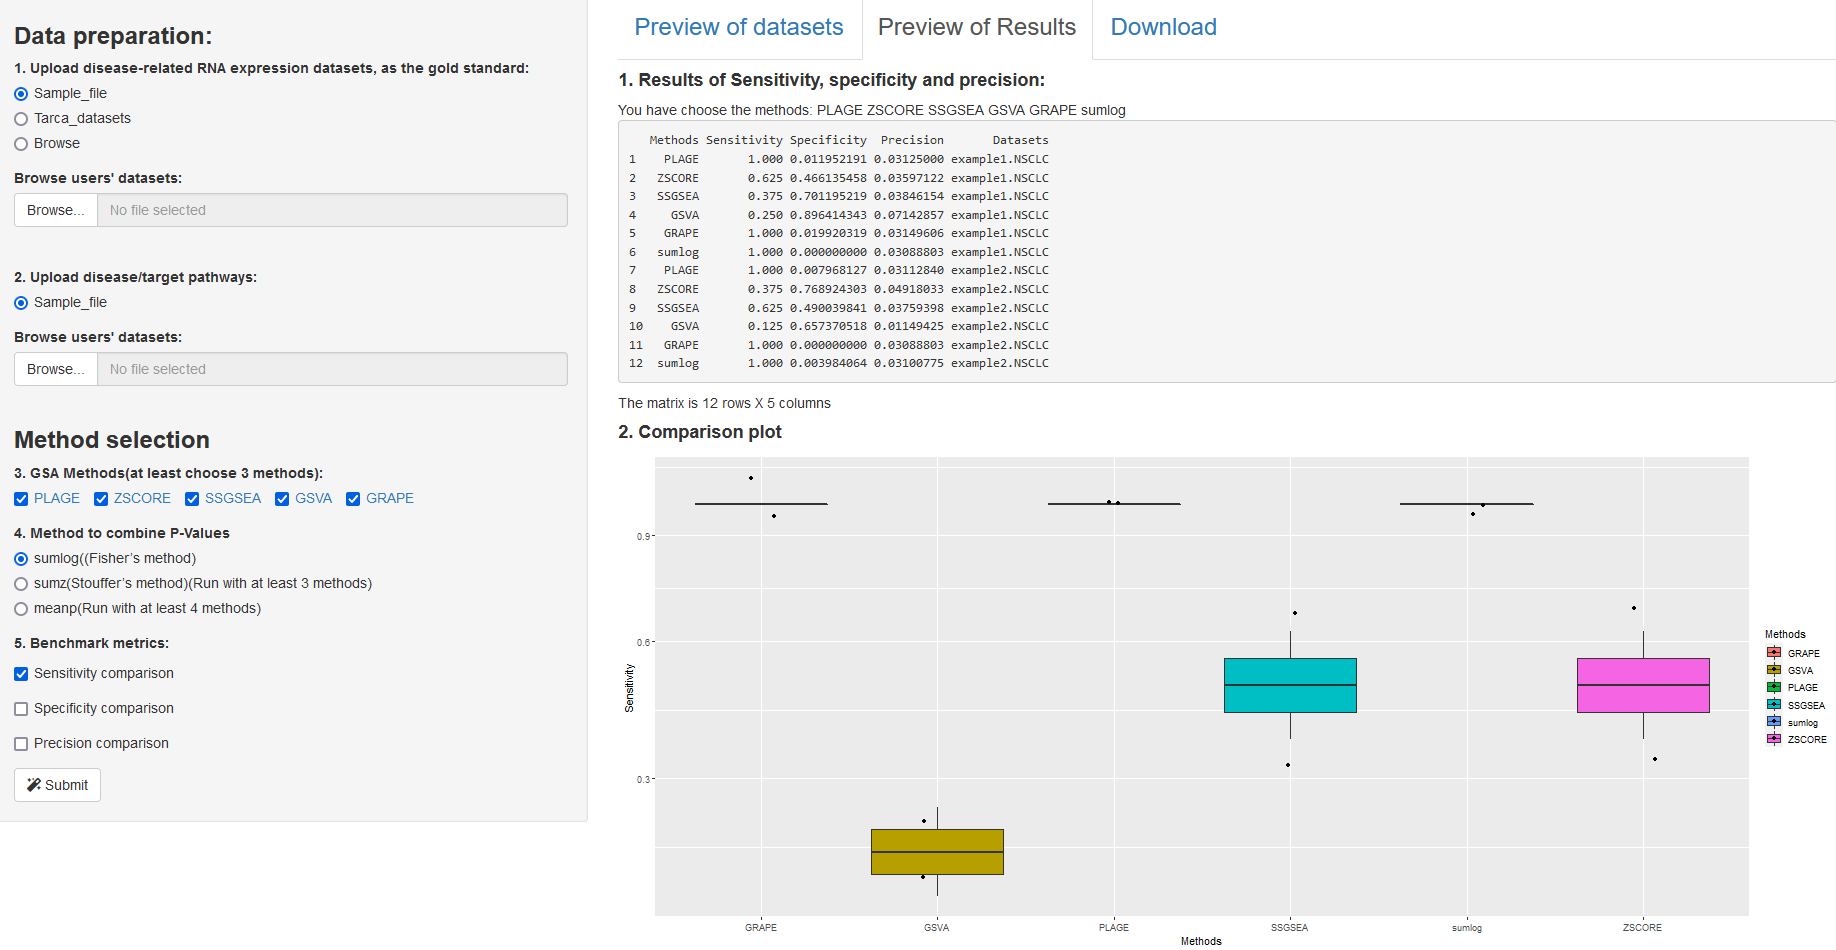 Data preparation:
1. Upload disease-related RNA expression datasets, as the gold standard:
Sample_file
Tarca_datasets
Browse
Browse users' datasets:
Browse... No file selected
2. Upload disease/target pathways:
Sample_file
Browse users' datasets:
Browse... No file selected
Method selection
3. GSA Methods(at least choose 3 methods):
PLAGE ZSCORE SSGSEA GSVA GRAPE
4. Method to combine P-Values
sumlog((Fisher's method)
sumz(Stouffer's method)(Run with at least 3 methods)
meanp(Run with at least 4 methods)
5. Benchmark metrics:
Sensitivity comparison
Specificity comparison
Precision comparison
Submit
Preview of datasets Preview of Results Download
1. Results of Sensitivity, specificity and precision:
You have choose the methods: PLAGE ZSCORE SSGSEA GSVA GRAPE sumlog
Methods Sensitivity Specificity Precision Datasets
1 PLAGE 1.000 0.011952191 0.03125000 example1.NSCLC
2 ZSCORE 0.625 0.466135458 0.03597122 example1.NSCLC
3 SSGSEA 0.375 0.701195219 0.03846154 example1.NSCLC
4 GSVA 0.250 0.896414343 0.07142857 example1.NSCLC
5 GRAPE 1.000 0.019920319 0.03149606 example1.NSCLC
6 sumlog 1.000 0.000000000 0.03088803 example1.NSCLC
7 PLAGE 1.000 0.007968127 0.03112840 example2.NSCLC
8 ZSCORE 0.375 0.768924303 0.04918033 example2.NSCLC
9 SSGSEA 0.625 0.490039841 0.03759398 example2.NSCLC
10 GSVA 0.125 0.657370518 0.01149425 example2.NSCLC
11 GRAPE 1.000 0.000000000 0.03088803 example2.NSCLC
12 sumlog 1.000 0.003984064 0.03100775 example2.NSCLC
The matrix is 12 rows X 5 columns
2. Comparison plot
0.9
0.6
0.3
Sensitivity
GRAPE GSVA PLAGE SSGSEA sumlog ZSCORE
Methods
Methods
GRAPE
GSVA
PLAGE
SSGSEA
sumlog
ZSCORE